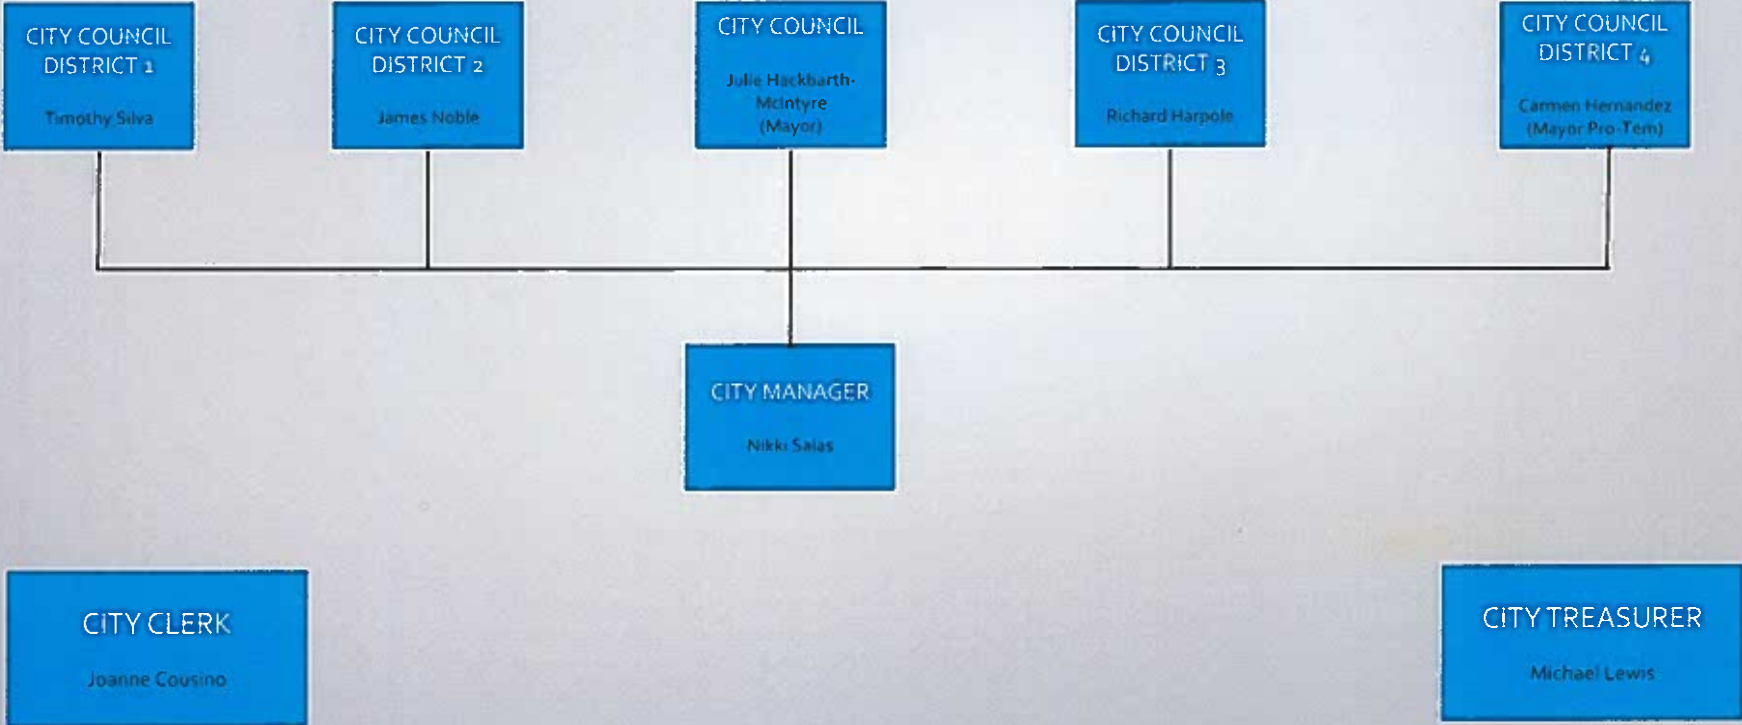 CITY COUNCIL
DISTRICT 1
Timothy Silva
CITY COUNCIL
DISTRICT 2
James Noble
CITY COUNCIL
Julie Hackbarth-
McIntyre
(Mayor)
CITY COUNCIL
DISTRICT 3
Richard Harpole
CITY COUNCIL
DISTRICT 4
Carmen Hernandez
(Mayor Pro-Tem)
CITY MANAGER
Nikki Salas
CITY CLERK
Joanne Cousino
CITY TREASURER
Michael Lewis